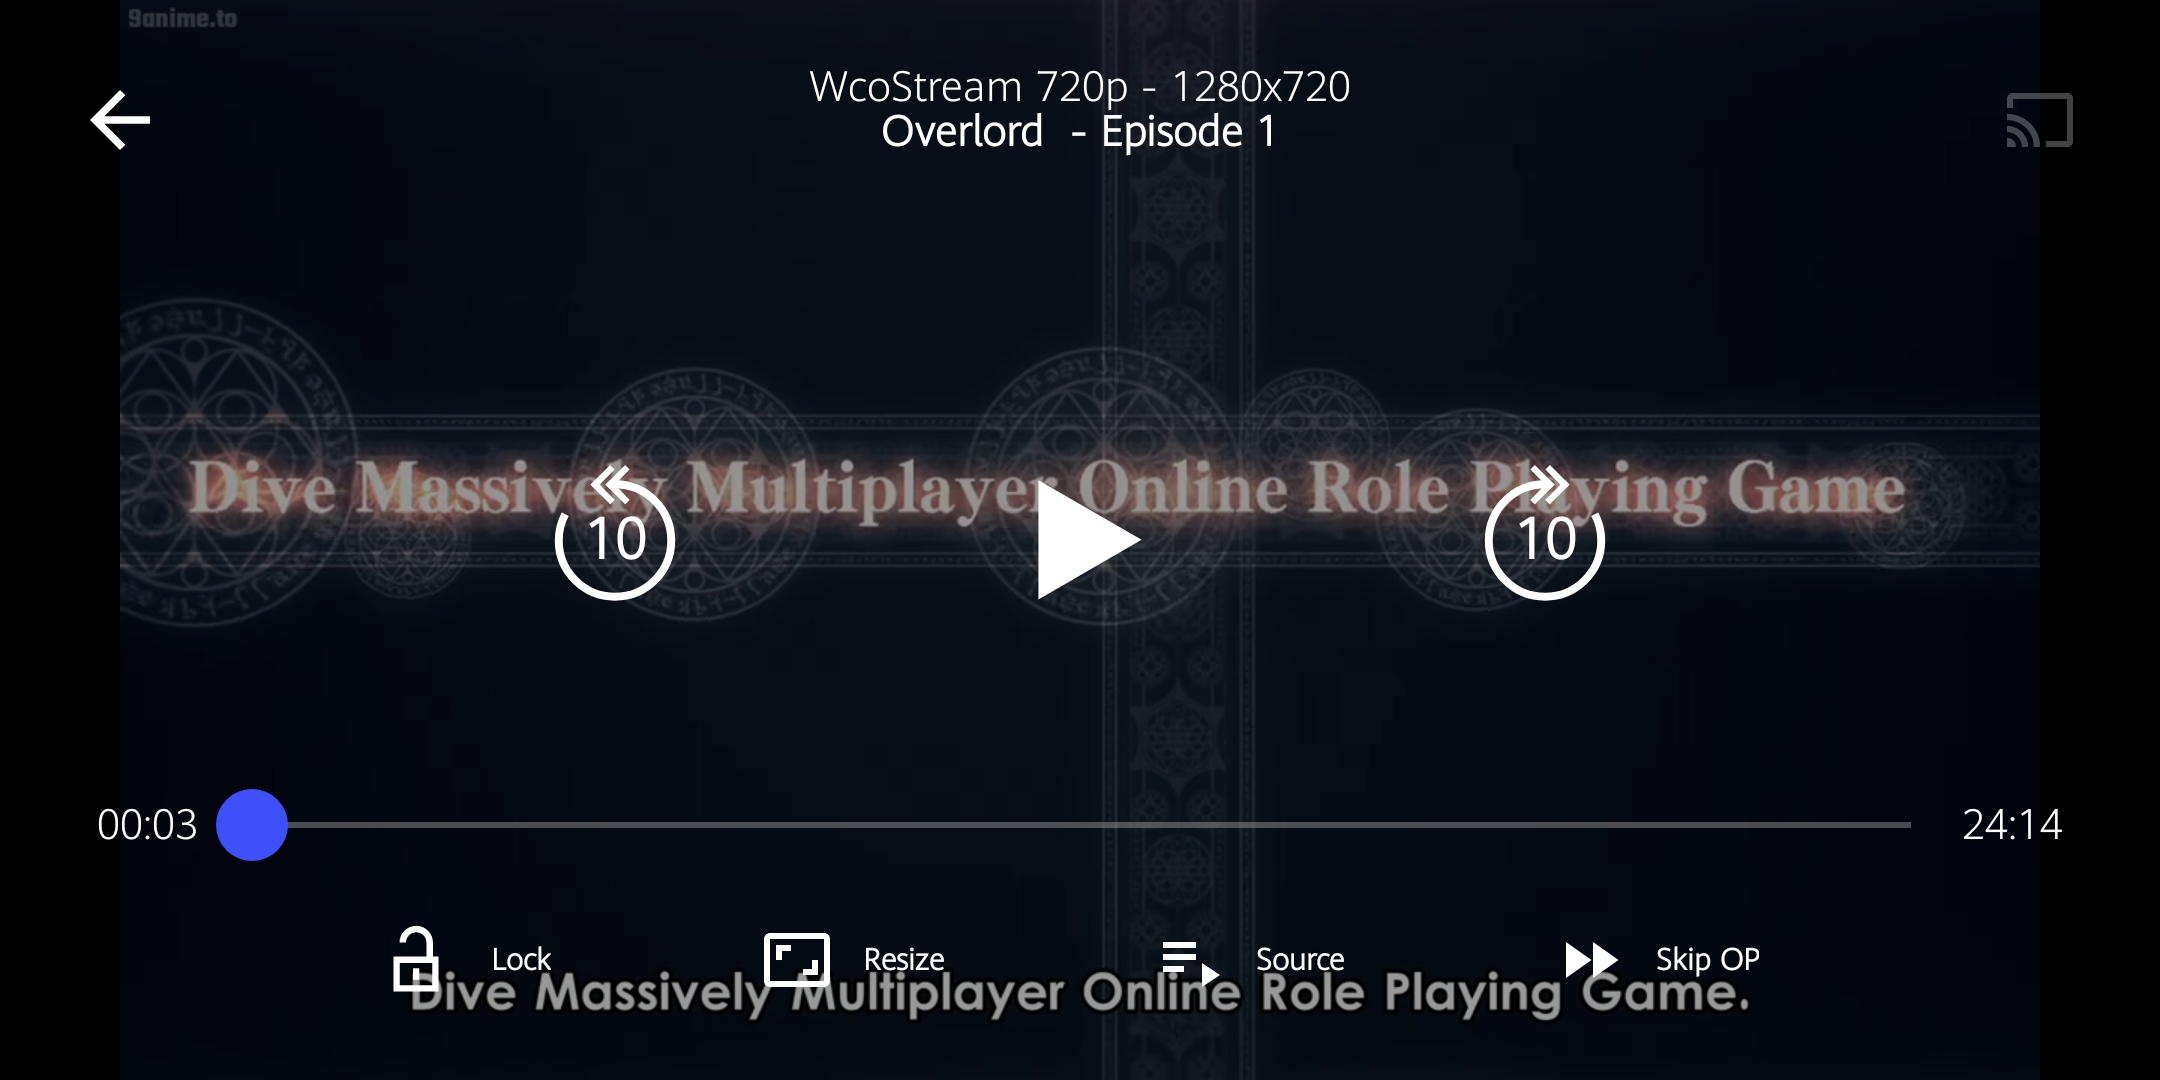 9anime.to
WcoStream 720p - 1280x720
Overlord - Episode 1
Dive Massively Multiplayer Online Role Playing Game
10
10
00:03
24:14
Lock
Resize
Source
Skip OP
Dive Massively Multiplayer Online Role Playing Game.